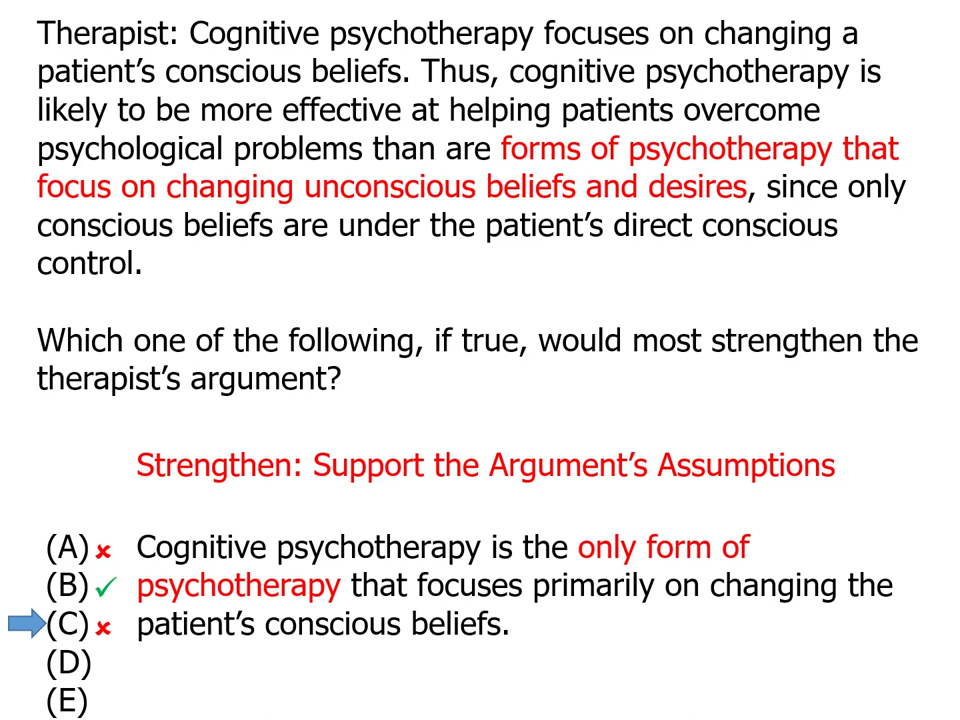 Therapist: Cognitive psychotherapy focuses on changing a
patient’s conscious beliefs. Thus, cognitive psychotherapy is
likely to be more effective at helping patients overcome
psychological problems than are forms of psychotherapy that
focus on changing unconscious beliefs and desires, since only
conscious beliefs are under the patient’s direct conscious
control.
Which one of the following, if true, would most strengthen the
therapist’s argument?
Strengthen: Support the Argument’s Assumptions
(A) ✘ Cognitive psychotherapy is the only form of
(B) ✓ psychotherapy that focuses primarily on changing the
(C) ✘ patient’s conscious beliefs.
(D)
(E)